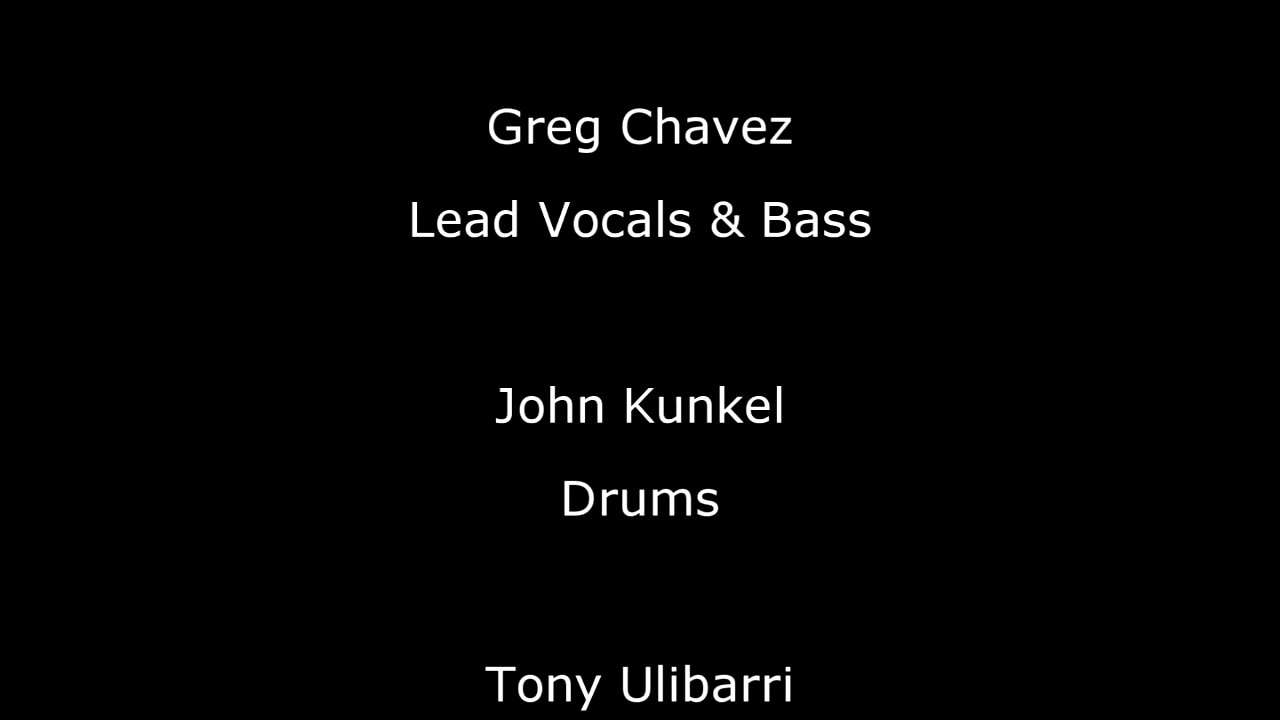 Greg Chavez
Lead Vocals & Bass
John Kunkel
Drums
Tony Ulibarri